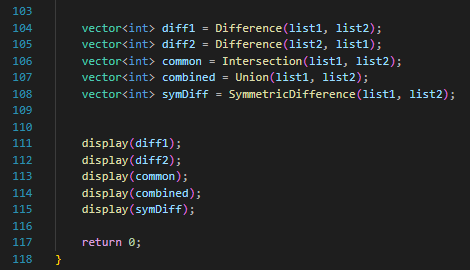 103
104 vector<int> diff1 = Difference(list1, list2);
105 vector<int> diff2 = Difference(list2, list1);
106 vector<int> common = Intersection(list1, list2);
107 vector<int> combined = Union(list1, list2);
108 vector<int> symDiff = SymmetricDifference(list1, list2);
109
110
111 display(diff1);
112 display(diff2);
113 display(common);
114 display(combined);
115 display(symDiff);
116
117 return 0;
118 }